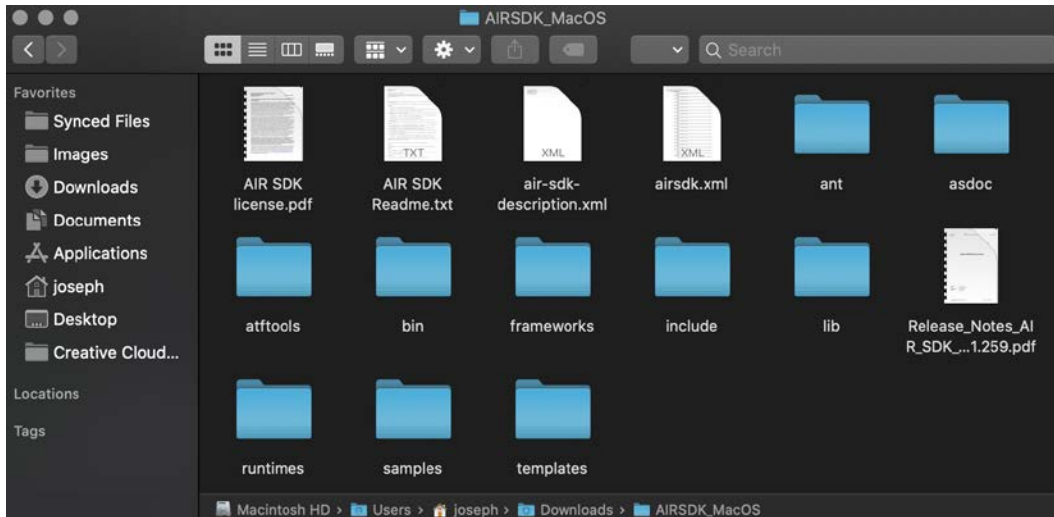 AIRSDK_MacOS
Search
Favorites
Synced Files
Images
Downloads
Documents
Applications
joseph
Desktop
Creative Cloud...
Locations
Tags
TXT
XML
XML
AIR SDK
license.pdf
AIR SDK
Readme.txt
air-sdk-
description.xml
airsdk.xml
ant
asdoc
atftools
bin
frameworks
include
lib
Release_Notes_AI
R_SDK_...1.259.pdf
runtimes
samples
templates
Macintosh HD › Users › joseph › Downloads › AIRSDK_MacOS